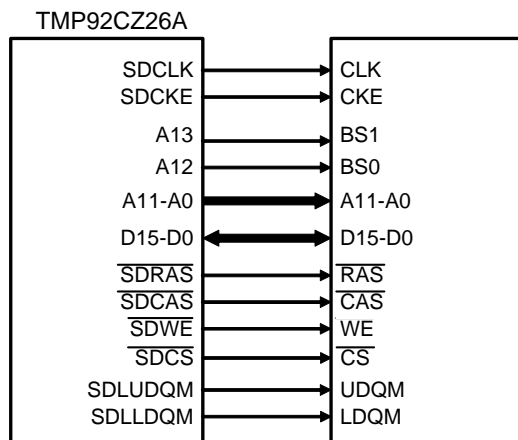 TMP92CZ26A
SDCLK CLK
SDCKE CKE
A13 BS1
A12 BS0
A11-A0 A11-A0
D15-D0 D15-D0
SDRAS RAS
SDCAS CAS
SDWE WE
SDCS CS
SDLUDQM UDQM
SDLLDQM LDQM